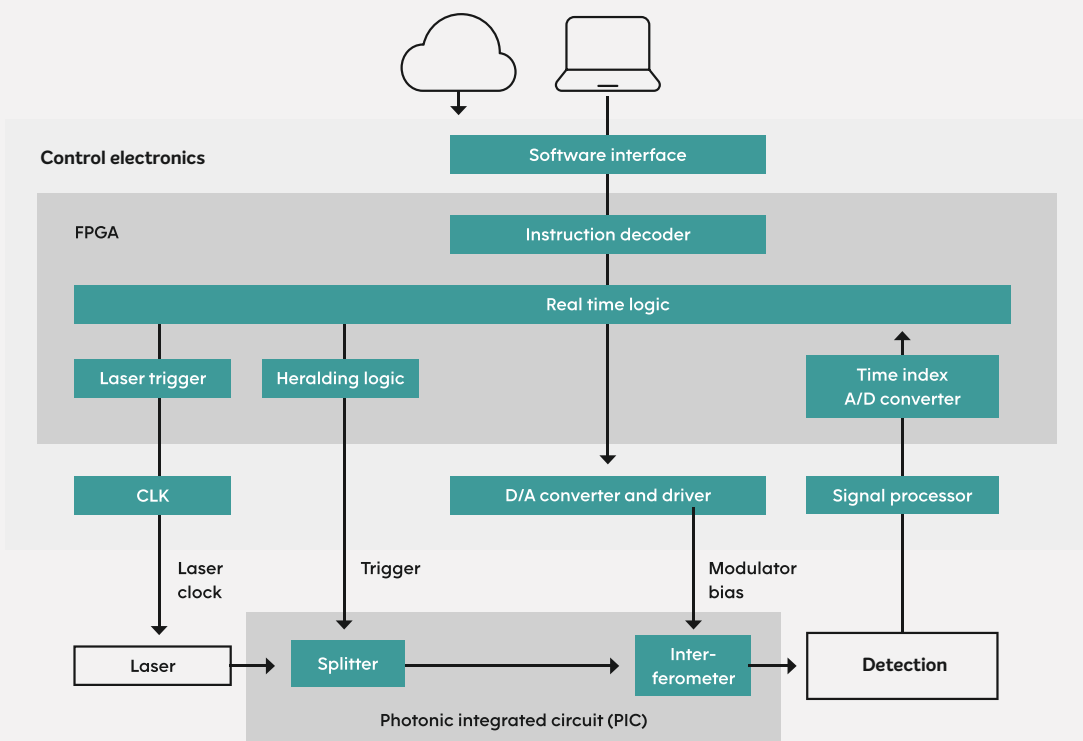 Control electronics
Software interface
FPGA
Instruction decoder
Real time logic
Laser trigger
Heralding logic
Time index
A/D converter
CLK
D/A converter and driver
Signal processor
Laser
clock
Trigger
Modulator
bias
Laser
Splitter
Inter-
ferometer
Detection
Photonic integrated circuit (PIC)